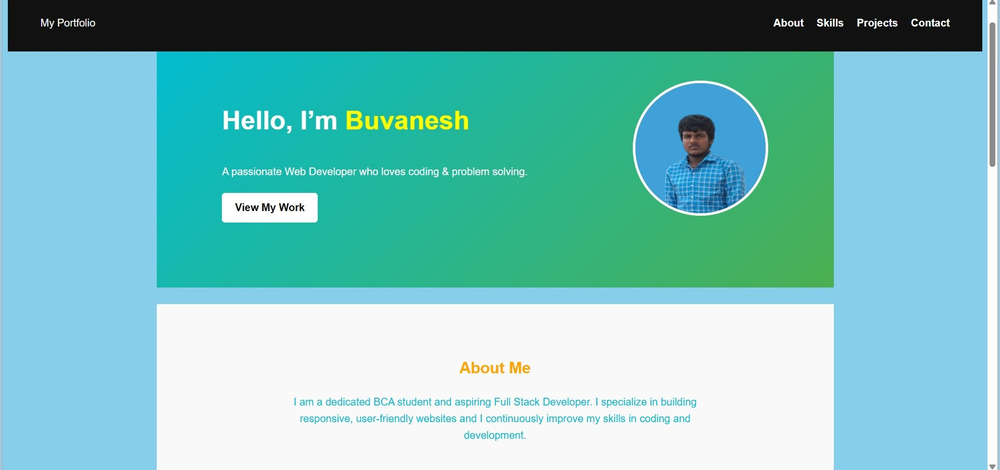 My Portfolio
About Skills Projects Contact
Hello, I’m Buvanesh
A passionate Web Developer who loves coding & problem solving.
View My Work
About Me
I am a dedicated BCA student and aspiring Full Stack Developer. I specialize in building
responsive, user-friendly websites and I continuously improve my skills in coding and
development.